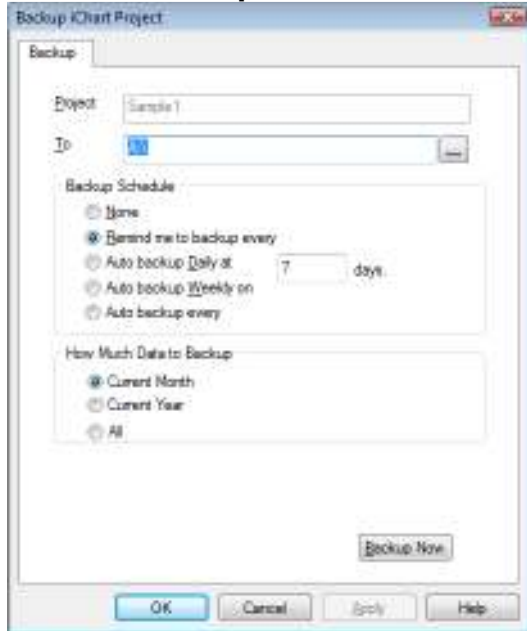 Backup iChart Project
Backup
Project Sample 1
To A:\
Backup Schedule
None
Remind me to backup every
Auto backup Daily at 7 days.
Auto backup Weekly on
Auto backup every
How Much Data to Backup
Current Month
Current Year
All
Backup Now
OK Cancel Apply Help